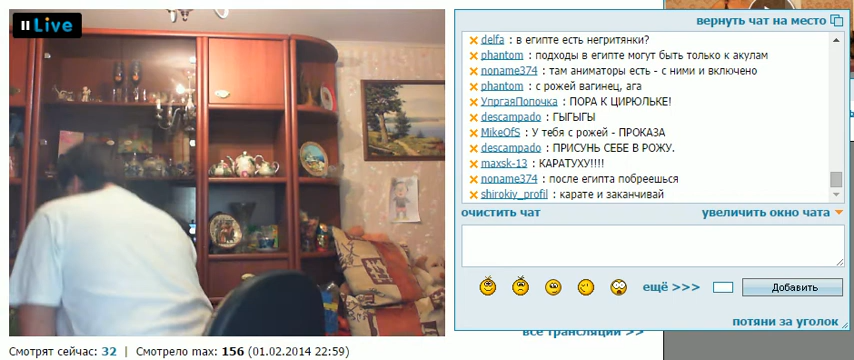 Live
вернуть чат на место
delfa : в египте есть негритянки?
phantom : подходы в египте могут быть только к акулам
noname374 : там аниматоры есть - с ними и включено
phantom : с рожей вагинец, ага
УпргаяПопочка : ПОРА К ЦИРЮЛЬКЕ!
descampado : ГЫГЫГЫ
MikeOfS : У тебя с рожей - ПРОКАЗА
descampado : ПРИСУНЬ СЕБЕ В РОЖУ.
maxsk-13 : КАРАТУХУ!!!!
noname374 : после египта побреешься
shirokiy_profil : карате и заканчивай
очистить чат
увеличить окно чата
ещё >>>
Добавить
потяни за уголок
все трансляции >>
Смотрят сейчас: 32 | Смотрело max: 156 (01.02.2014 22:59)